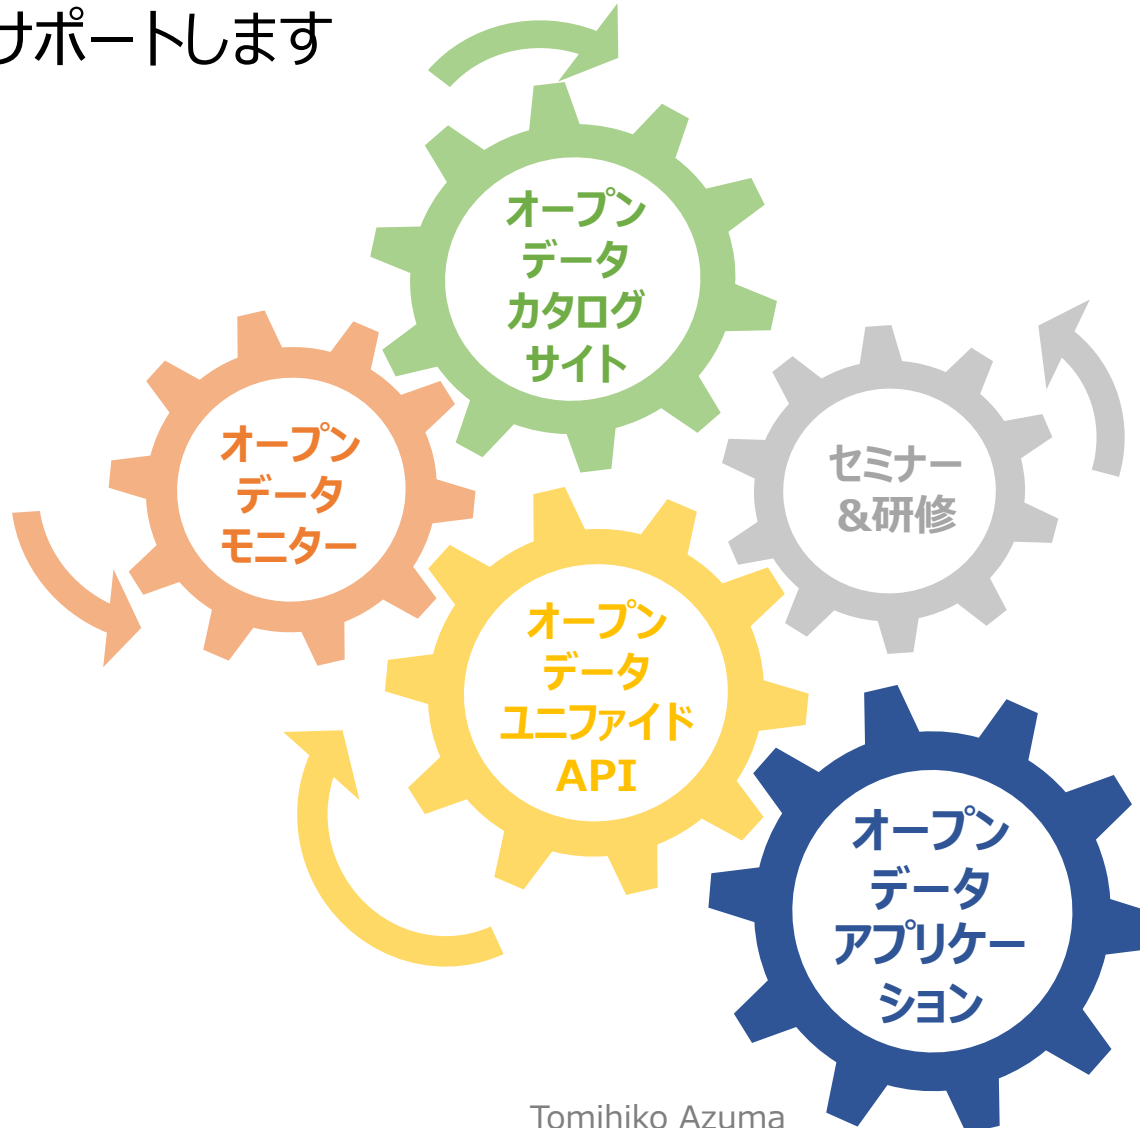 サポートします
オープン
データ
カタログ
サイト
オープン
データ
モニター
セミナー
&研修
オープン
データ
ユニファイド
API
オープン
データ
アプリケー
ション
Tomihiko Azuma